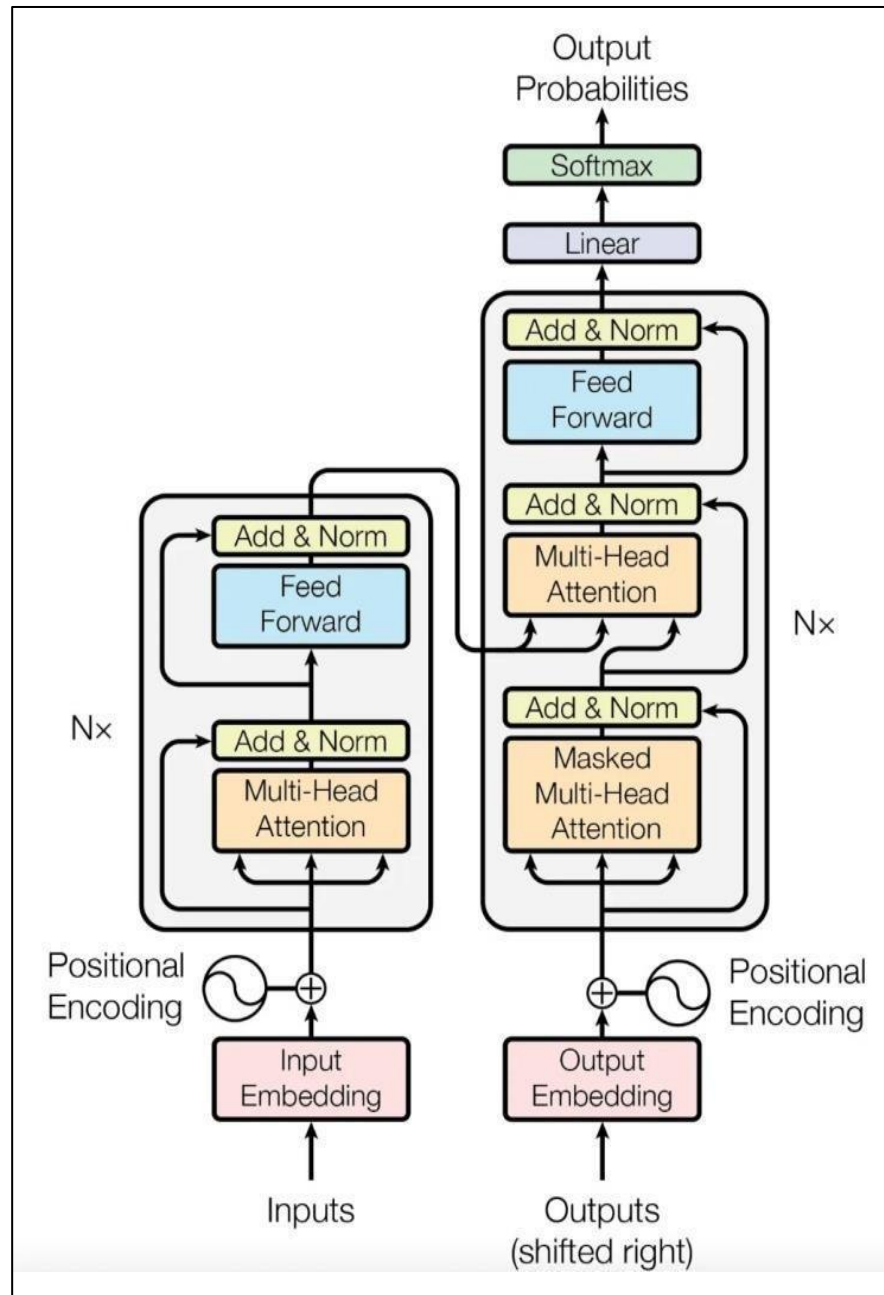 Output
Probabilities
Softmax
Linear
Add & Norm
Feed
Forward
Add & Norm
Multi-Head
Attention
Add & Norm
Masked
Multi-Head
Attention
Nx
Add & Norm
Feed
Forward
Add & Norm
Multi-Head
Attention
Nx
Positional
Encoding
Positional
Encoding
Input
Embedding
Output
Embedding
Inputs
Outputs
(shifted right)